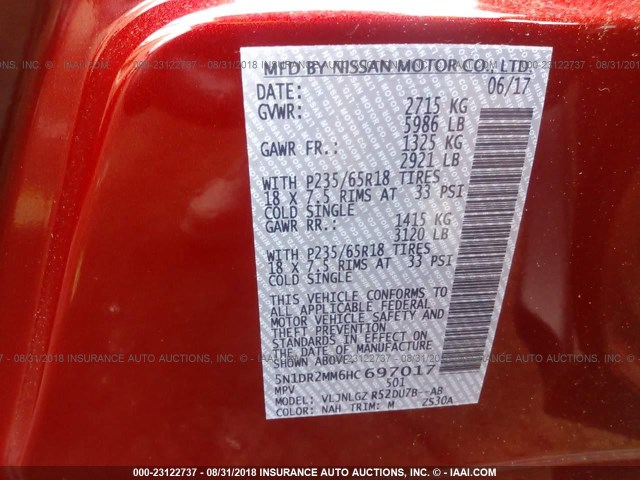 MFD BY NISSAN MOTOR CO., LTD.
DATE: 06/17
GVWR: 2715 KG
5986 LB
GAWR FR.: 1325 KG
2921 LB
WITH P235/65R18 TIRES
18 X 7.5 RIMS AT 33 PSI
COLD SINGLE
GAWR RR.: 1415 KG
3120 LB
WITH P235/65R18 TIRES
18 X 7.5 RIMS AT 33 PSI
COLD SINGLE
THIS VEHICLE CONFORMS TO
ALL APPLICABLE FEDERAL
MOTOR VEHICLE SAFETY AND
THEFT PREVENTION
STANDARDS IN EFFECT ON
THE DATE OF MANUFACTURE
SHOWN ABOVE.
5N1DR2MM6HC697017
MPV 501
MODEL: VLJNLGZ R52DU7B--AB
COLOR: NAH TRIM: M 2S30A
000-23122737 - 08/31/2018 INSURANCE AUTO AUCTIONS, INC. - © - IAAI.COM